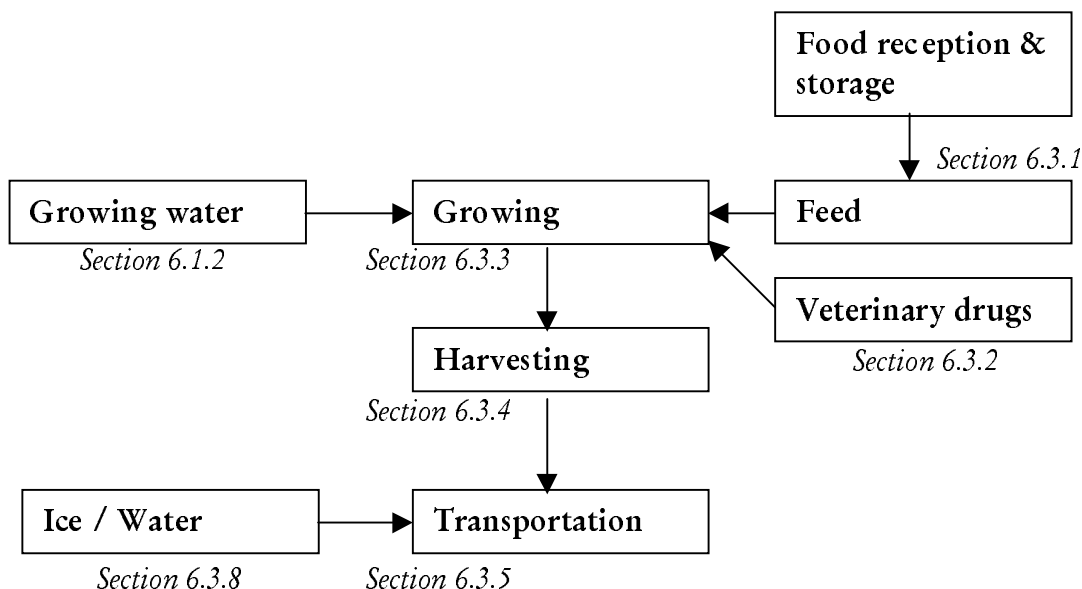 Food reception &
storage
Section 6.3.1
Growing water
Growing
Feed
Section 6.1.2
Section 6.3.3
Veterinary drugs
Section 6.3.2
Harvesting
Section 6.3.4
Ice / Water
Transportation
Section 6.3.8
Section 6.3.5